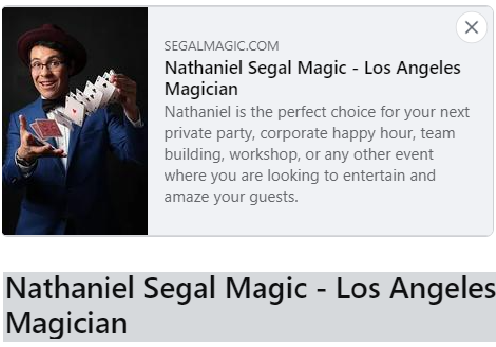 SEGALMAGIC.COM
Nathaniel Segal Magic - Los Angeles
Magician
Nathaniel is the perfect choice for your next
private party, corporate happy hour, team
building, workshop, or any other event
where you are looking to entertain and
amaze your guests.
Nathaniel Segal Magic - Los Angeles
Magician